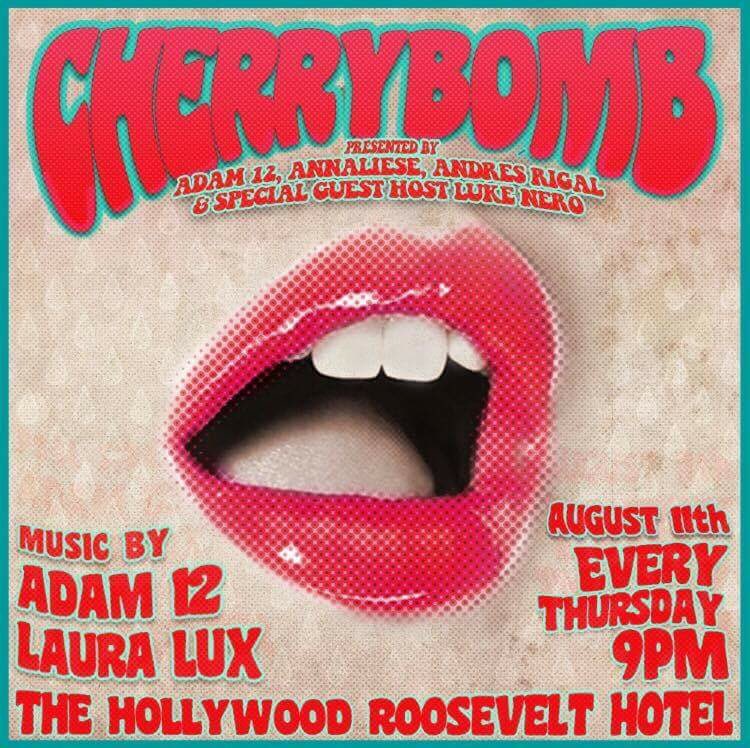 CHERRYBOMB
PRESENTED BY
ADAM 12, ANNALIESE, ANDRES RIGAL
& SPECIAL GUEST HOST LUKE NERO
MUSIC BY
ADAM 12
LAURA LUX
AUGUST 11th
EVERY
THURSDAY
9PM
THE HOLLYWOOD ROOSEVELT HOTEL